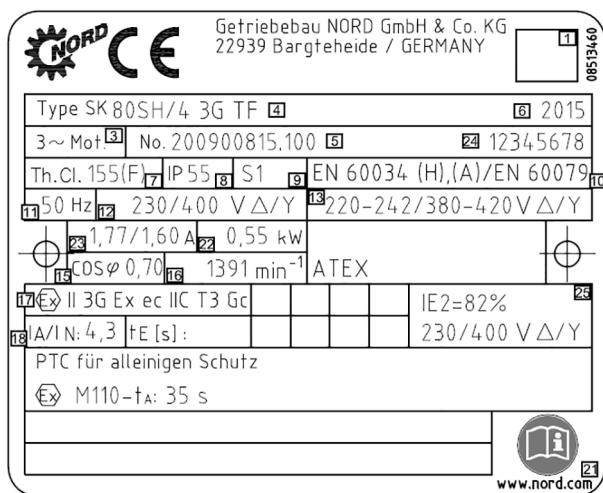 NORD
CE
Getriebebau NORD GmbH & Co. KG
22939 Bargteheide / GERMANY
1
08513460
Type SK 80SH/4 3G TF 4 6 2015
3~ Mot. 3 No. 200900815.100 5 24 12345678
Th.Cl. 155(F) 7 IP 55 8 S1 9 EN 60034 (H),(A)/EN 60079 10
11 50 Hz 12 230/400 V Δ/Y 13 220-242/380-420V Δ/Y
23 1,77/1,60 A 22 0,55 kW
15 COSφ 0,70 16 1391 min⁻¹ ATEX
17 Ex II 3G Ex ec IIC T3 Gc IE2=82% 25
18 IA/I N: 4,3 tE [s] : 230/400 V Δ/Y
PTC für alleinigen Schutz
Ex M110-tA: 35 s
i
21
www.nord.com